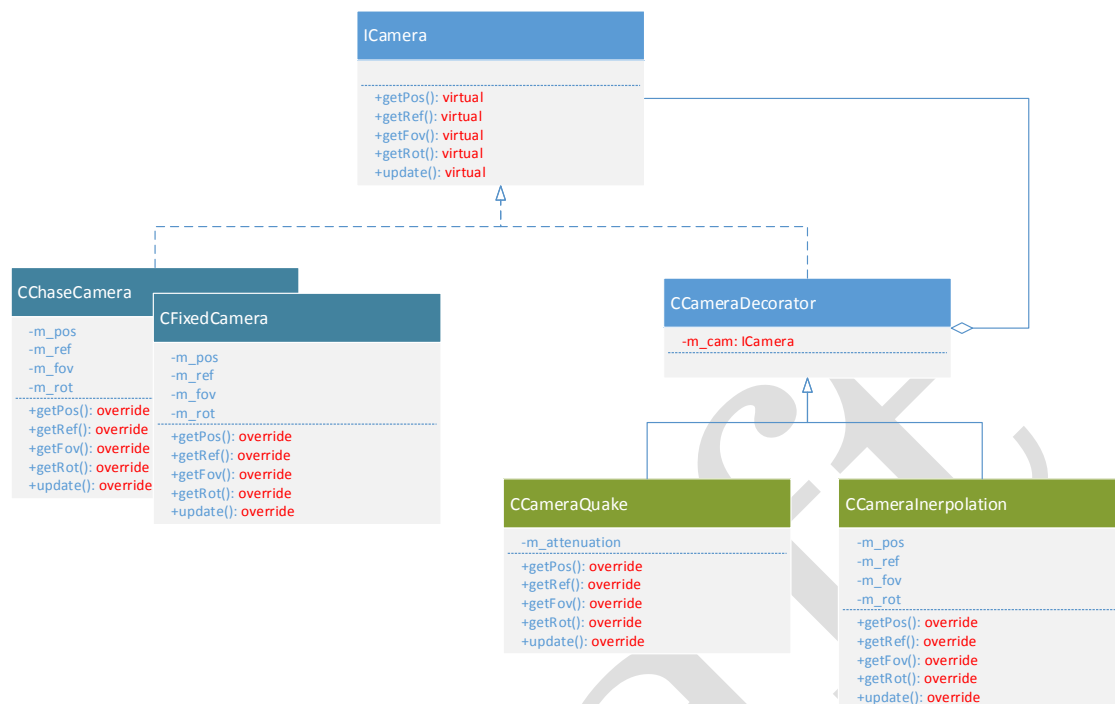 ICamera
+getPos(): virtual
+getRef(): virtual
+getFov(): virtual
+getRot(): virtual
+update(): virtual
CChaseCamera
-m_pos
-m_ref
-m_fov
-m_rot
+getPos(): override
+getRef(): override
+getFov(): override
+getRot(): override
+update(): override
CFixedCamera
-m_pos
-m_ref
-m_fov
-m_rot
+getPos(): override
+getRef(): override
+getFov(): override
+getRot(): override
+update(): override
CCameraDecorator
-m_cam: ICamera
CCameraQuake
-m_attenuation
+getPos(): override
+getRef(): override
+getFov(): override
+getRot(): override
+update(): override
CCameraInerpolation
-m_pos
-m_ref
-m_fov
-m_rot
+getPos(): override
+getRef(): override
+getFov(): override
+getRot(): override
+update(): override